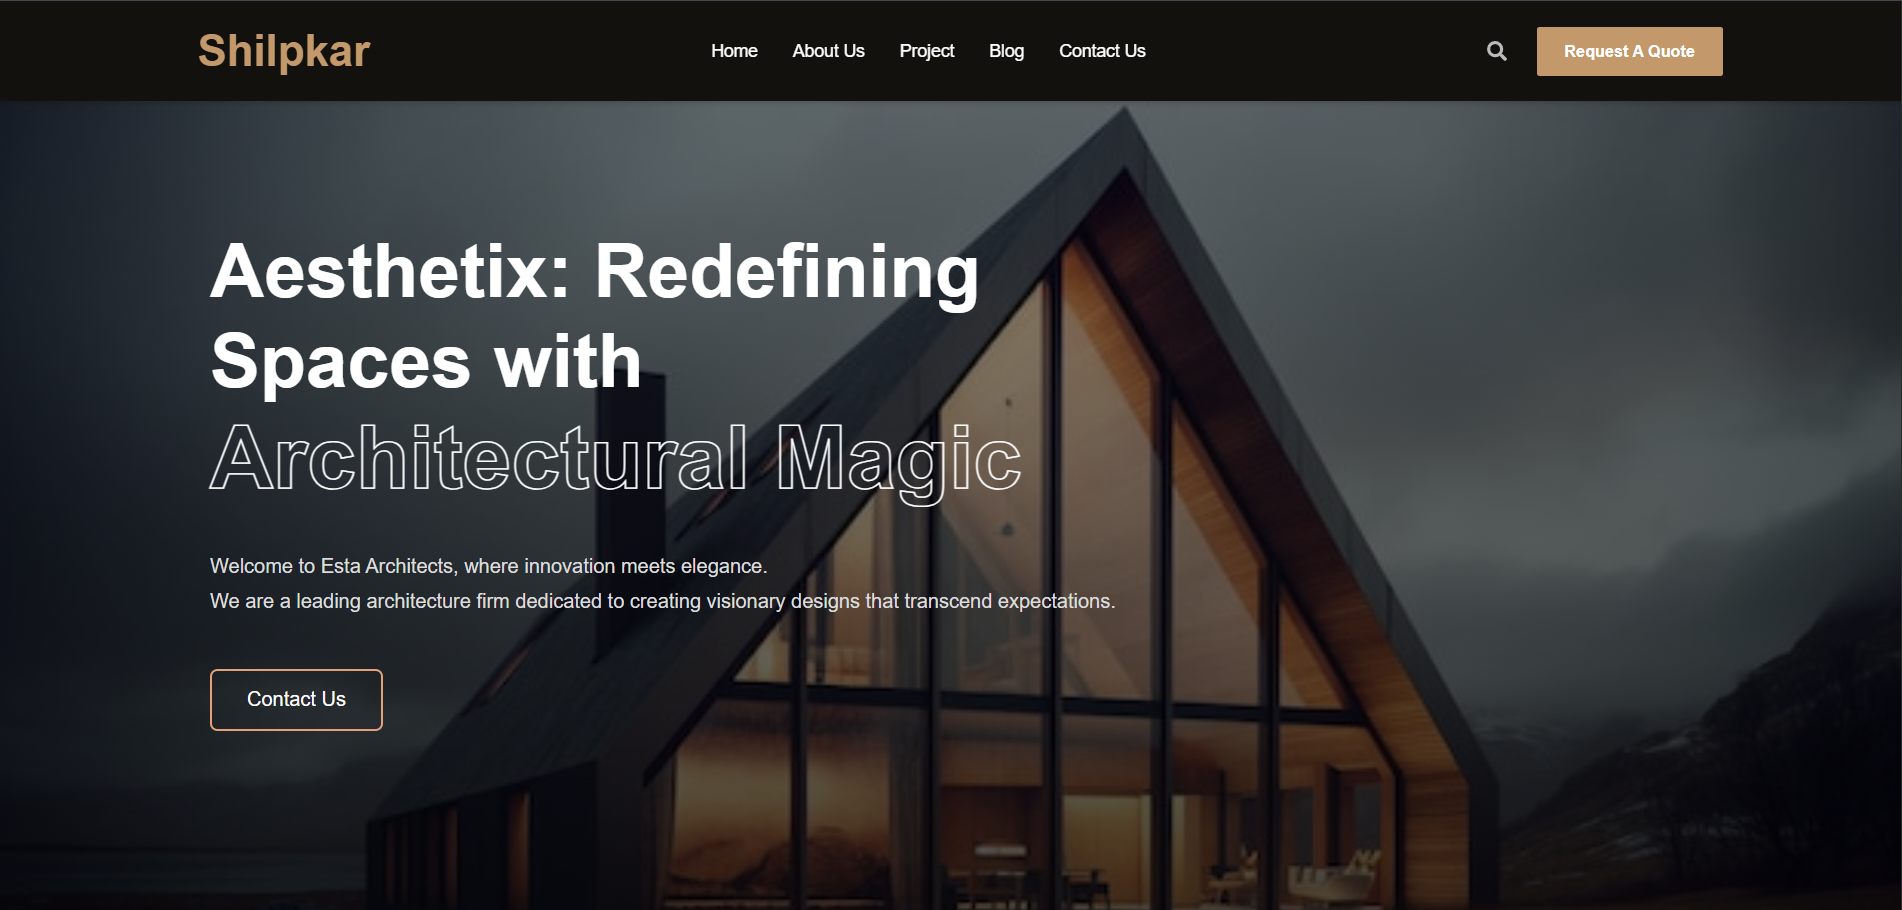 Shilpkar
Home About Us Project Blog Contact Us
Request A Quote
Aesthetix: Redefining
Spaces with
Architectural Magic
Welcome to Esta Architects, where innovation meets elegance.
We are a leading architecture firm dedicated to creating visionary designs that transcend expectations.
Contact Us